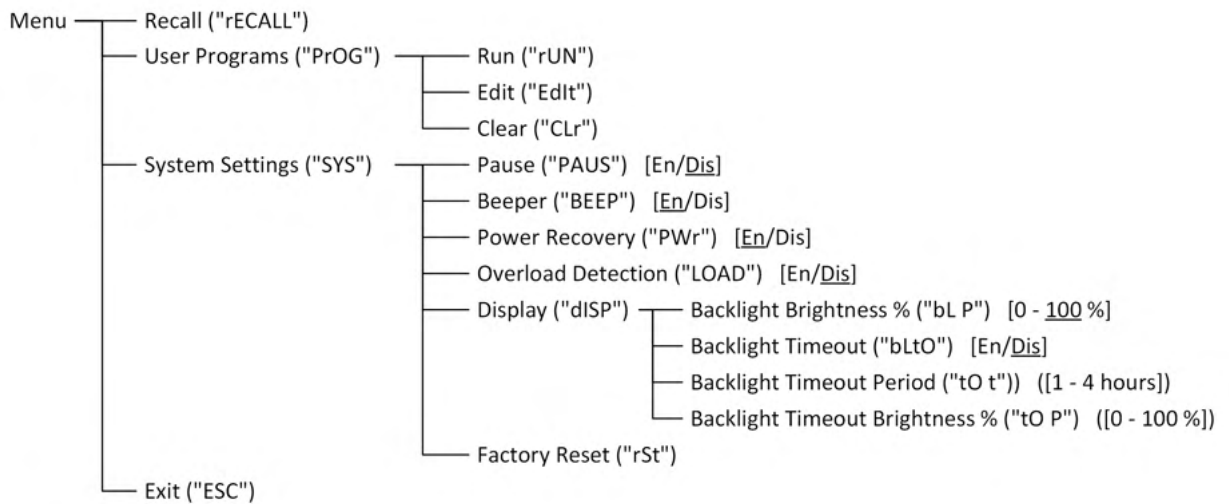 Menu Recall ("rECALL")
User Programs ("PrOG") Run ("rUN")
Edit ("EdIt")
Clear ("CLr")
System Settings ("SYS") Pause ("PAUS") [En/Dis]
Beeper ("BEEP") [En/Dis]
Power Recovery ("PWr") [En/Dis]
Overload Detection ("LOAD") [En/Dis]
Display ("dISP") Backlight Brightness % ("bL P") [0 - 100 %]
Backlight Timeout ("bLtO") [En/Dis]
Backlight Timeout Period ("tO t")) ([1 - 4 hours])
Backlight Timeout Brightness % ("tO P") ([0 - 100 %])
Factory Reset ("rSt")
Exit ("ESC")